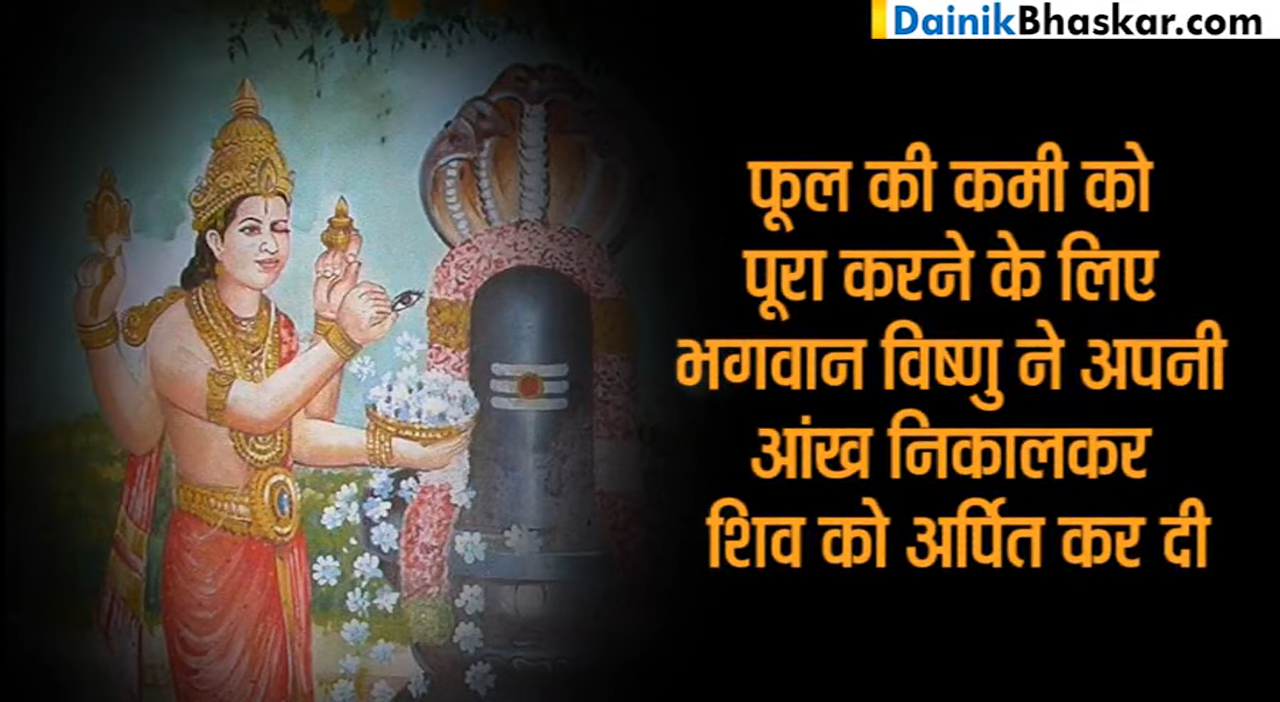 DainikBhaskar.com
फूल की कमी को
पूरा करने के लिए
भगवान विष्णु ने अपनी
आंख निकालकर
शिव को अर्पित कर दी